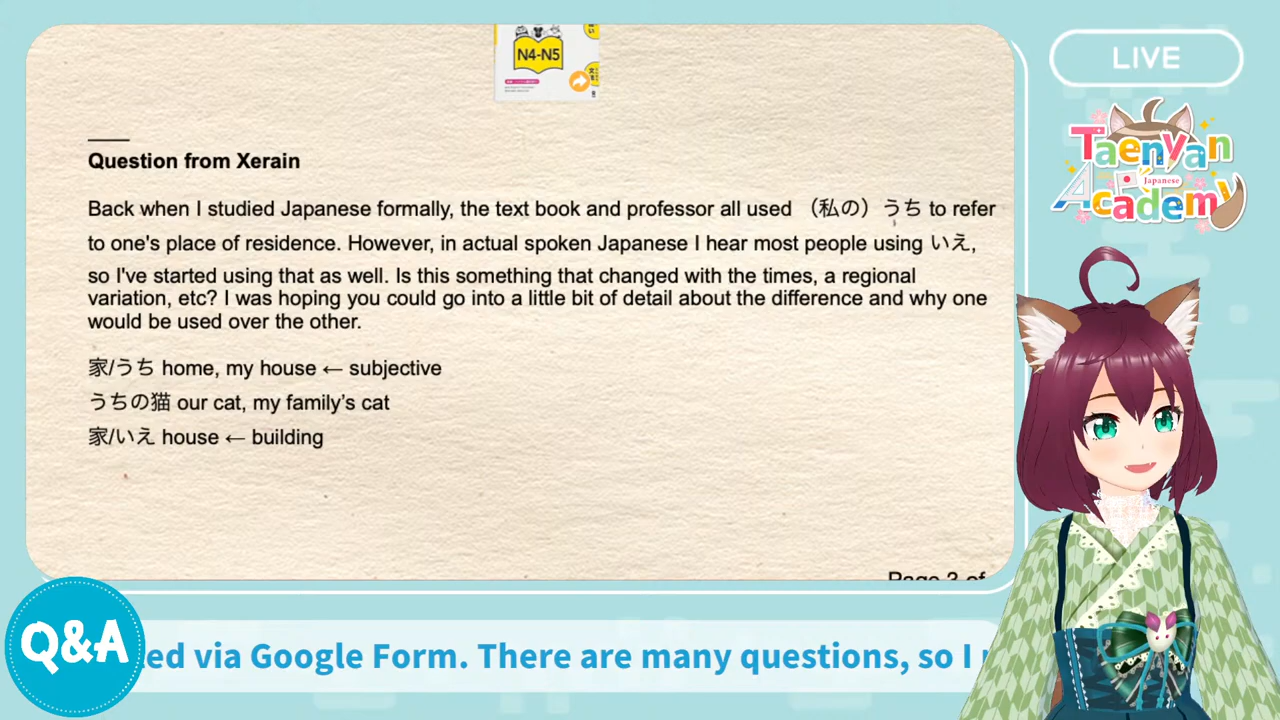 N4-N5
LIVE
Taenyan
Japanese
Academy
Question from Xerain
Back when I studied Japanese formally, the text book and professor all used （私の）うち to refer
to one's place of residence. However, in actual spoken Japanese I hear most people using いえ,
so I've started using that as well. Is this something that changed with the times, a regional
variation, etc? I was hoping you could go into a little bit of detail about the difference and why one
would be used over the other.
家/うち home, my house ← subjective
うちの猫 our cat, my family’s cat
家/いえ house ← building
Page 3 of
Q&A
ted via Google Form. There are many questions, so I